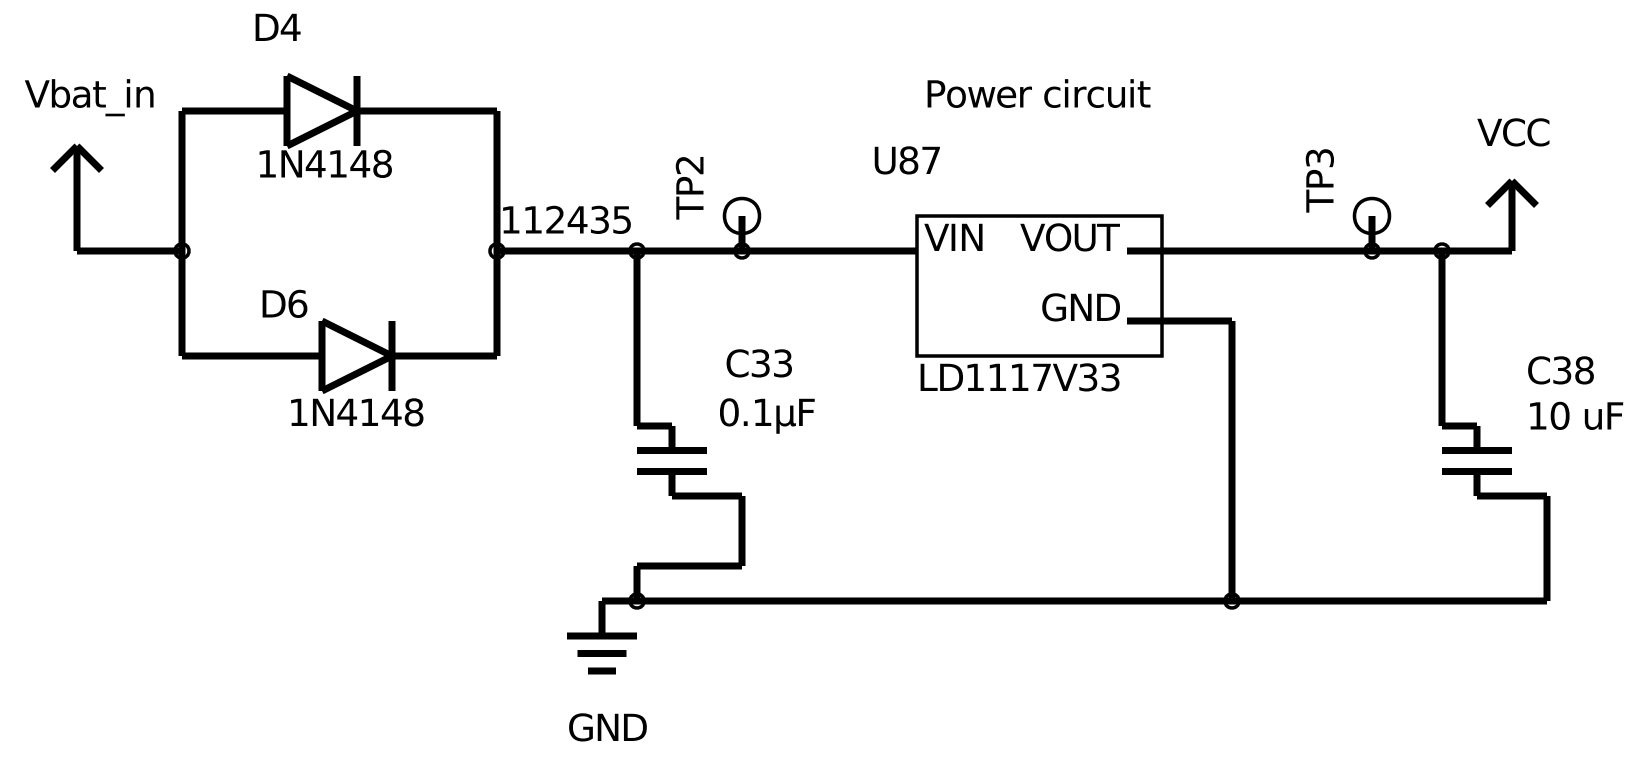 D4
Vbat_in
Power circuit
VCC
1N4148
TP2
U87
TP3
112435
VIN
VOUT
D6
GND
C33
LD1117V33
C38
0.1µF
10 uF
1N4148
GND